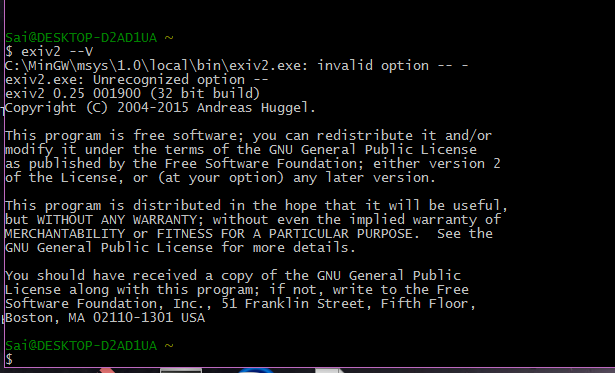 Sai@DESKTOP-D2AD1UA ~
$ exiv2 --V
C:\MinGW\msys\1.0\local\bin\exiv2.exe: invalid option -- -
exiv2.exe: Unrecognized option --
exiv2 0.25 001900 (32 bit build)
Copyright (C) 2004-2015 Andreas Huggel.
This program is free software; you can redistribute it and/or
modify it under the terms of the GNU General Public License
as published by the Free Software Foundation; either version 2
of the License, or (at your option) any later version.
This program is distributed in the hope that it will be useful,
but WITHOUT ANY WARRANTY; without even the implied warranty of
MERCHANTABILITY or FITNESS FOR A PARTICULAR PURPOSE.  See the
GNU General Public License for more details.
You should have received a copy of the GNU General Public
License along with this program; if not, write to the Free
Software Foundation, Inc., 51 Franklin Street, Fifth Floor,
Boston, MA 02110-1301 USA
Sai@DESKTOP-D2AD1UA ~
$